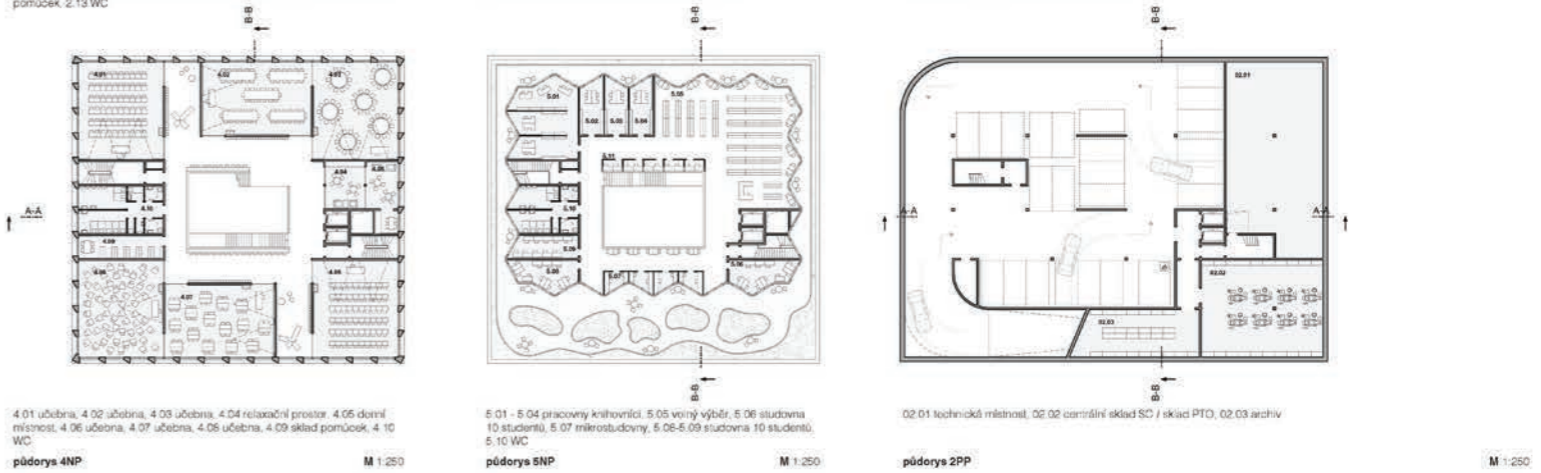 pomůcek, 2.13 WC
B-B
B-B
B-B
4.01
4.02
4.03
4.04
4.05
4.10
4.09
4.06
4.07
A-A
5.01
5.02
5.03
5.04
5.05
5.11
5.10
5.09
5.08
5.07
5.06
02.01
02.02
02.03
A-A
A-A
B-B
B-B
4.01 učebna, 4.02 učebna, 4.03 učebna, 4.04 relaxační prostor, 4.05 denní
místnost, 4.06 učebna, 4.07 učebna, 4.08 učebna, 4.09 sklad pomůcek, 4.10
WC
půdorys 4NP
M 1:250
5.01 - 5.04 pracovny knihovníci, 5.05 volný výběr, 5.06 studovna
10 studentů, 5.07 mikrostudovny, 5.08-5.09 studovna 10 studentů,
5.10 WC
půdorys 5NP
M 1:250
02.01 technická místnost, 02.02 centrální sklad SC / sklad PTO, 02.03 archiv
půdorys 2PP
M 1:250